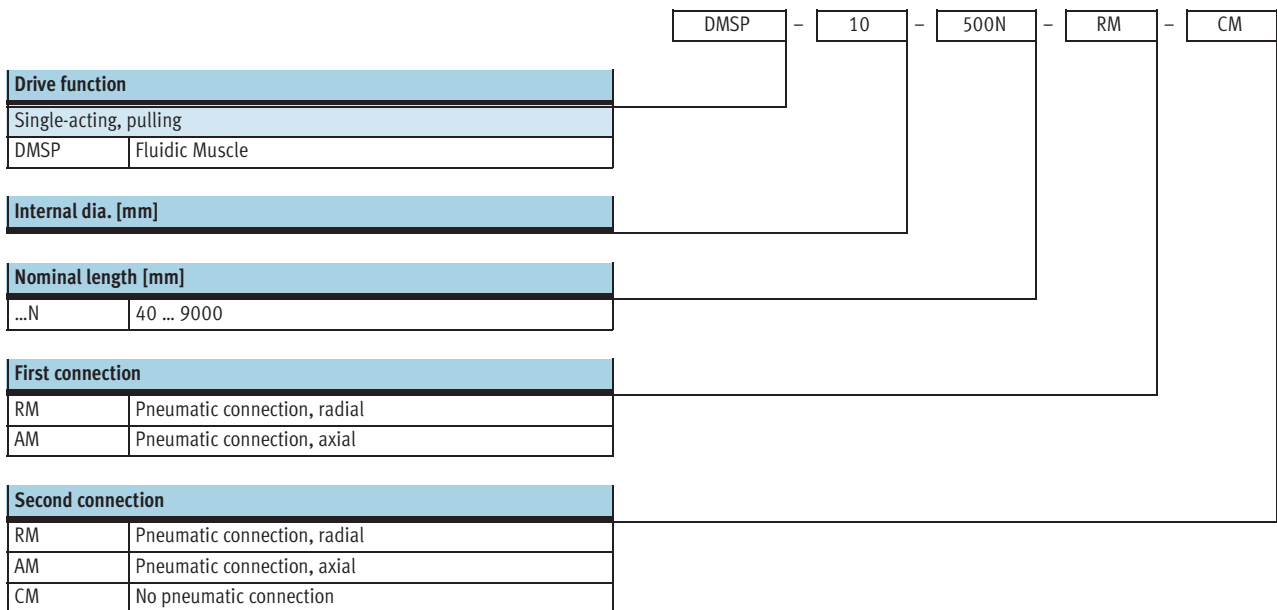 DMSP – 10 – 500N – RM – CM
Drive function
Single-acting, pulling
DMSP Fluidic Muscle
Internal dia. [mm]
Nominal length [mm]
...N 40 ... 9000
First connection
RM Pneumatic connection, radial
AM Pneumatic connection, axial
Second connection
RM Pneumatic connection, radial
AM Pneumatic connection, axial
CM No pneumatic connection